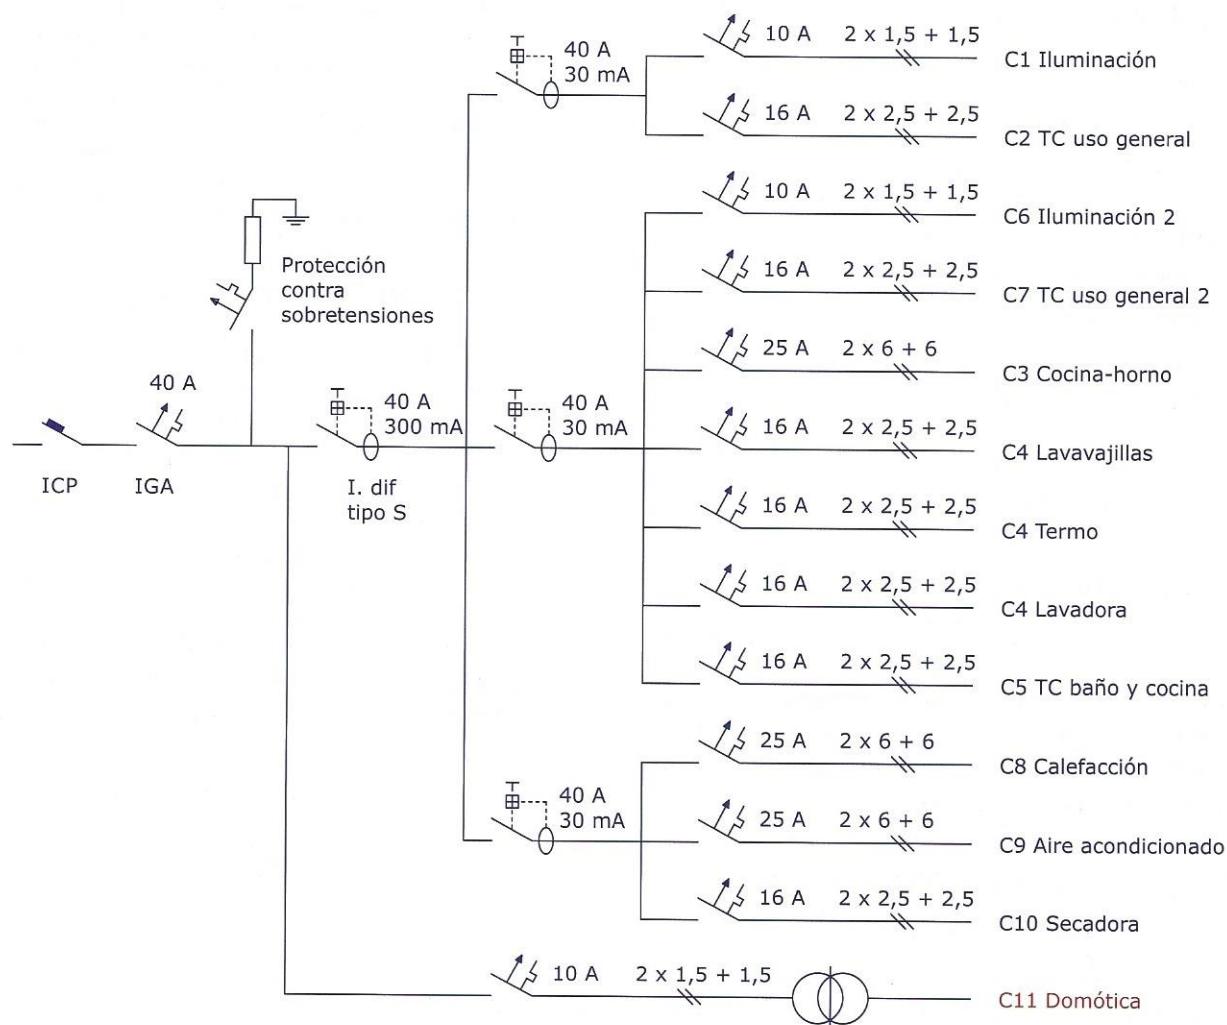 40 A
30 mA
10 A 2 x 1,5 + 1,5
C1 Iluminación
16 A 2 x 2,5 + 2,5
C2 TC uso general
10 A 2 x 1,5 + 1,5
C6 Iluminación 2
Protección
contra
sobretensiones
16 A 2 x 2,5 + 2,5
C7 TC uso general 2
25 A 2 x 6 + 6
C3 Cocina-horno
40 A
ICP
IGA
40 A
300 mA
I. dif
tipo S
40 A
30 mA
16 A 2 x 2,5 + 2,5
C4 Lavavajillas
16 A 2 x 2,5 + 2,5
C4 Termo
16 A 2 x 2,5 + 2,5
C4 Lavadora
16 A 2 x 2,5 + 2,5
C5 TC baño y cocina
40 A
30 mA
25 A 2 x 6 + 6
C8 Calefacción
25 A 2 x 6 + 6
C9 Aire acondicionado
16 A 2 x 2,5 + 2,5
C10 Secadora
10 A 2 x 1,5 + 1,5
C11 Domótica